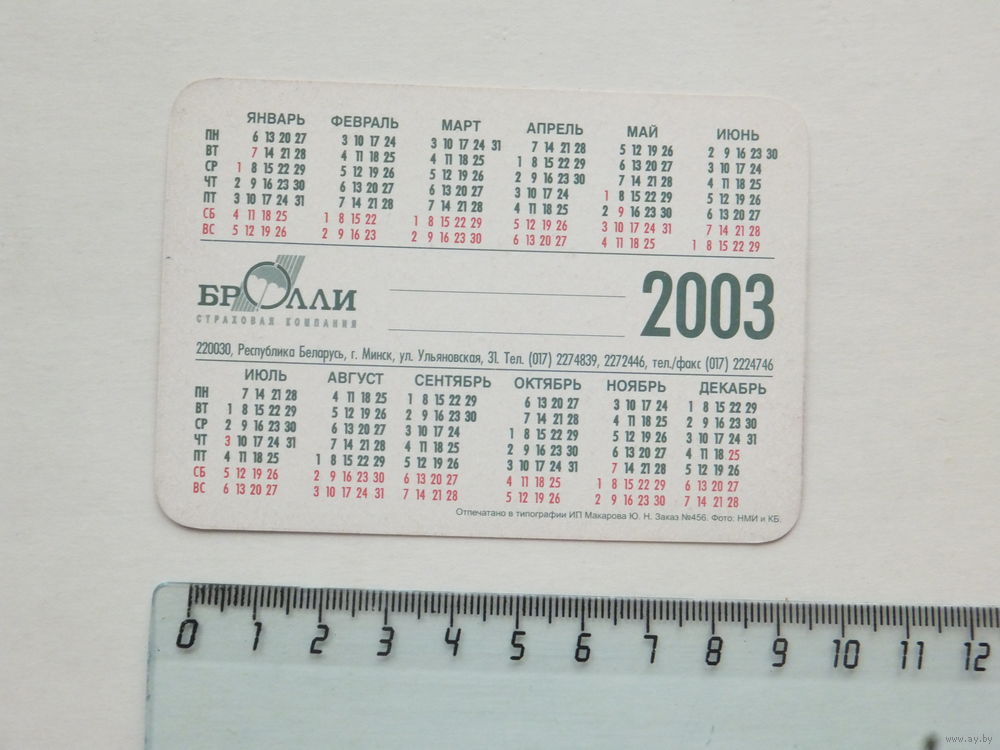 ЯНВАРЬ ФЕВРАЛЬ МАРТ АПРЕЛЬ МАЙ ИЮНЬ
ПН 6 13 20 27 3 10 17 24 3 10 17 24 31 7 14 21 28 5 12 19 26 2 9 16 23 30
ВТ 7 14 21 28 4 11 18 25 4 11 18 25 1 8 15 22 29 6 13 20 27 3 10 17 24
СР 1 8 15 22 29 5 12 19 26 5 12 19 26 2 9 16 23 30 7 14 21 28 4 11 18 25
ЧТ 2 9 16 23 30 6 13 20 27 6 13 20 27 3 10 17 24 1 8 15 22 29 5 12 19 26
ПТ 3 10 17 24 31 7 14 21 28 7 14 21 28 4 11 18 25 2 9 16 23 30 6 13 20 27
СБ 4 11 18 25 1 8 15 22 1 8 15 22 29 5 12 19 26 3 10 17 24 31 7 14 21 28
ВС 5 12 19 26 2 9 16 23 2 9 16 23 30 6 13 20 27 4 11 18 25 1 8 15 22 29
БРОЛЛИ
СТРАХОВАЯ КОМПАНИЯ
2003
220030, Республика Беларусь, г. Минск, ул. Ульяновская, 31. Тел. (017) 2274839, 2272446, тел./факс (017) 2224746
ИЮЛЬ АВГУСТ СЕНТЯБРЬ ОКТЯБРЬ НОЯБРЬ ДЕКАБРЬ
ПН 7 14 21 28 4 11 18 25 1 8 15 22 29 6 13 20 27 3 10 17 24 1 8 15 22 29
ВТ 1 8 15 22 29 5 12 19 26 2 9 16 23 30 7 14 21 28 4 11 18 25 2 9 16 23 30
СР 2 9 16 23 30 6 13 20 27 3 10 17 24 1 8 15 22 29 5 12 19 26 3 10 17 24 31
ЧТ 3 10 17 24 31 7 14 21 28 4 11 18 25 2 9 16 23 30 6 13 20 27 4 11 18 25
ПТ 4 11 18 25 1 8 15 22 29 5 12 19 26 3 10 17 24 31 7 14 21 28 5 12 19 26
СБ 5 12 19 26 2 9 16 23 30 6 13 20 27 4 11 18 25 1 8 15 22 29 6 13 20 27
ВС 6 13 20 27 3 10 17 24 31 7 14 21 28 5 12 19 26 2 9 16 23 30 7 14 21 28
Отпечатано в типографии ИП Макарова Ю. Н. Заказ №456. Фото: НМИ и КБ.
0 1 2 3 4 5 6 7 8 9 10 11 12
www.ay.by